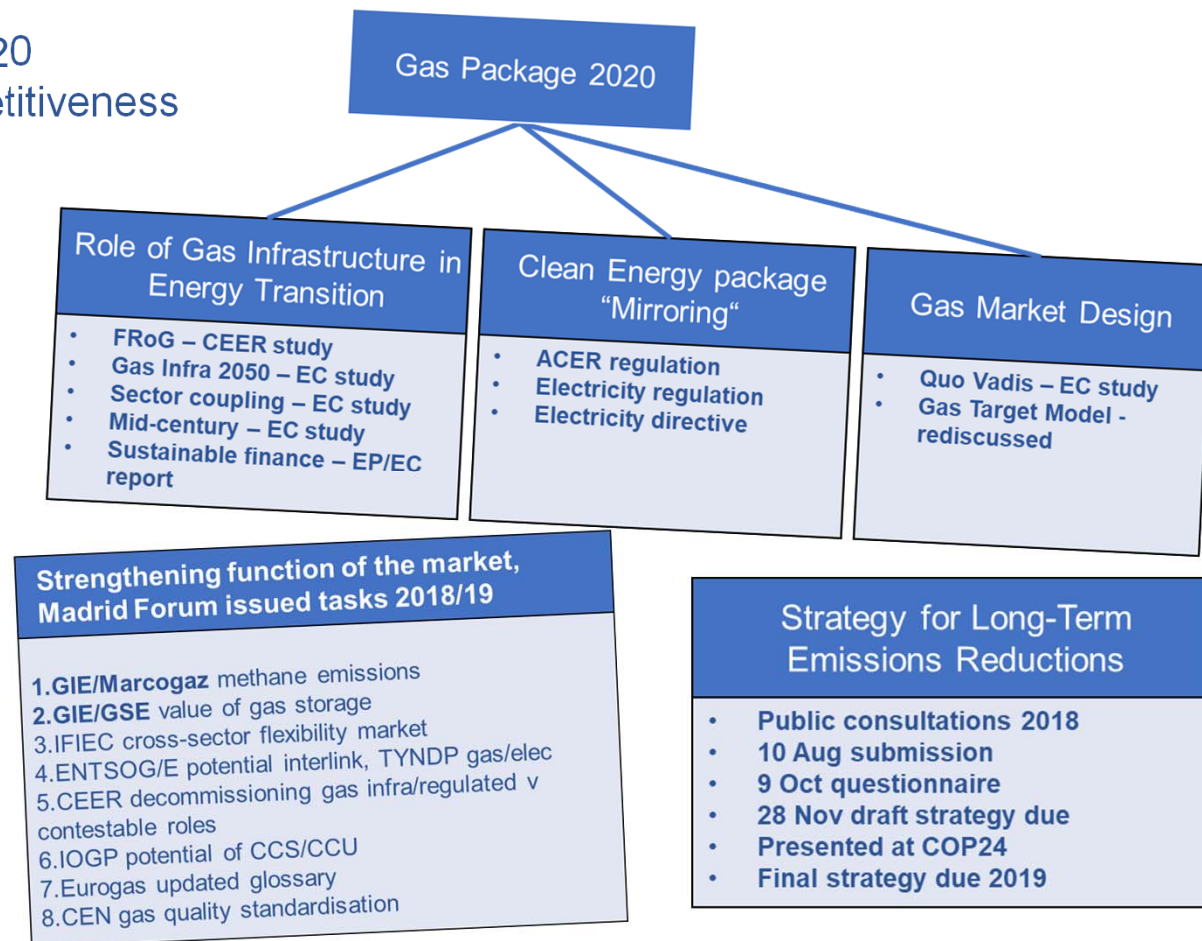 20
etitiveness
Gas Package 2020
Role of Gas Infrastructure in
Energy Transition
• FRoG – CEER study
• Gas Infra 2050 – EC study
• Sector coupling – EC study
• Mid-century – EC study
• Sustainable finance – EP/EC
report
Clean Energy package
“Mirroring“
• ACER regulation
• Electricity regulation
• Electricity directive
Gas Market Design
• Quo Vadis – EC study
• Gas Target Model -
rediscussed
Strengthening function of the market,
Madrid Forum issued tasks 2018/19
1.GIE/Marcogaz methane emissions
2.GIE/GSE value of gas storage
3.IFIEC cross-sector flexibility market
4.ENTSOG/E potential interlink, TYNDP gas/elec
5.CEER decommissioning gas infra/regulated v
contestable roles
6.IOGP potential of CCS/CCU
7.Eurogas updated glossary
8.CEN gas quality standardisation
Strategy for Long-Term
Emissions Reductions
• Public consultations 2018
• 10 Aug submission
• 9 Oct questionnaire
• 28 Nov draft strategy due
• Presented at COP24
• Final strategy due 2019